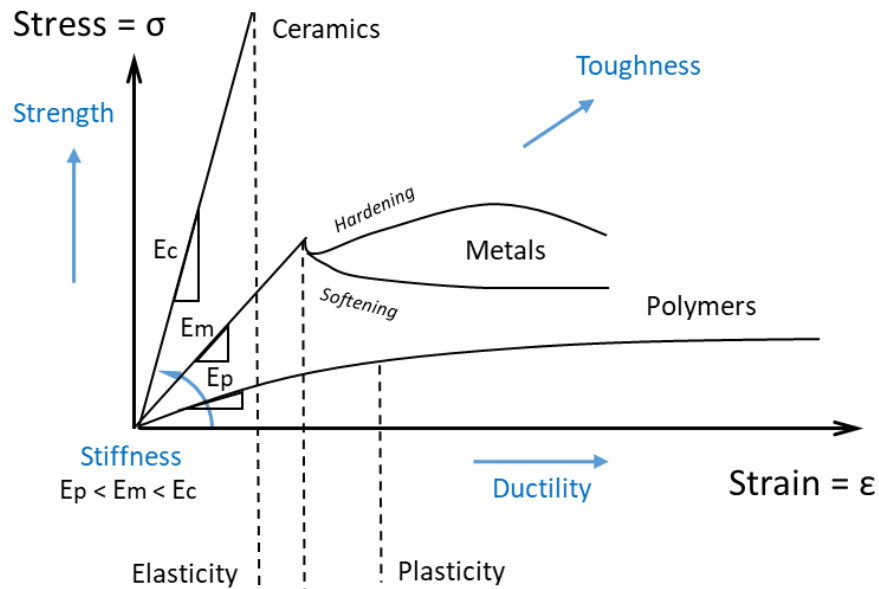 Stress = σ
Ceramics
Toughness
Strength
Hardening
Ec
Metals
Softening
Polymers
Em
Ep
Stiffness
Ep < Em < Ec
Ductility
Strain = ε
Elasticity
Plasticity